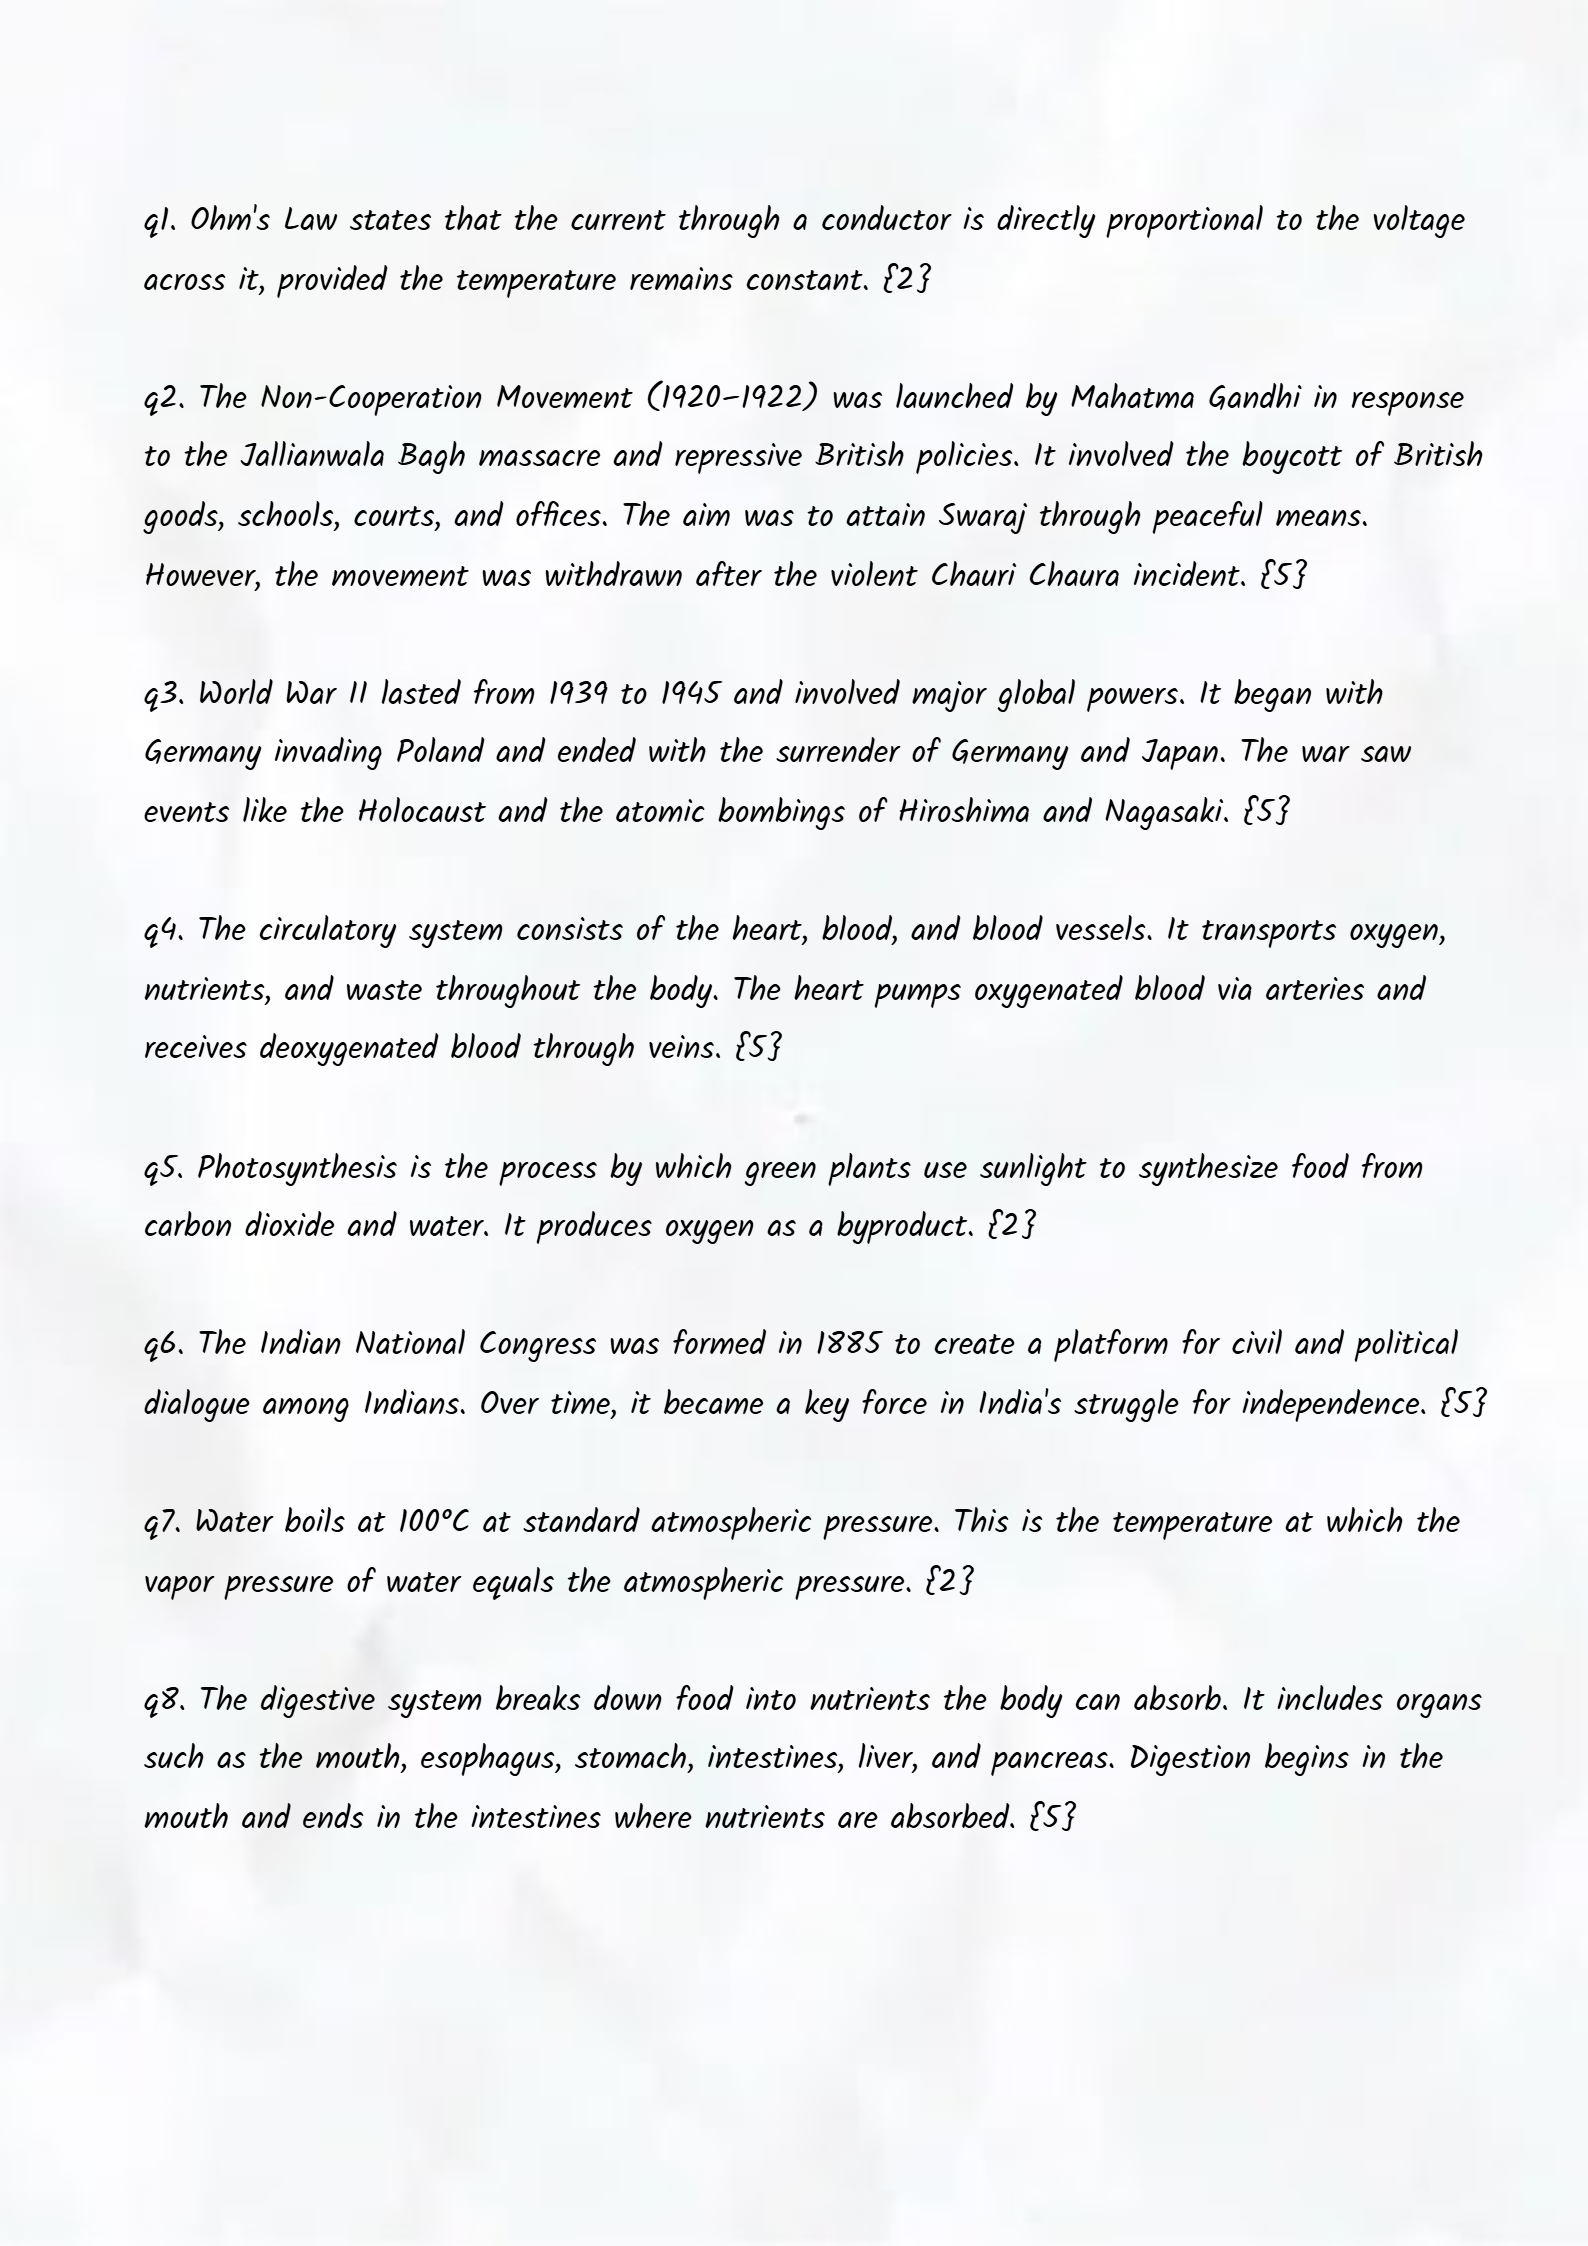 q1. Ohm's Law states that the current through a conductor is directly proportional to the voltage
across it, provided the temperature remains constant. {2}
q2. The Non-Cooperation Movement (1920–1922) was launched by Mahatma Gandhi in response
to the Jallianwala Bagh massacre and repressive British policies. It involved the boycott of British
goods, schools, courts, and offices. The aim was to attain Swaraj through peaceful means.
However, the movement was withdrawn after the violent Chauri Chaura incident. {5}
q3. World War II lasted from 1939 to 1945 and involved major global powers. It began with
Germany invading Poland and ended with the surrender of Germany and Japan. The war saw
events like the Holocaust and the atomic bombings of Hiroshima and Nagasaki. {5}
q4. The circulatory system consists of the heart, blood, and blood vessels. It transports oxygen,
nutrients, and waste throughout the body. The heart pumps oxygenated blood via arteries and
receives deoxygenated blood through veins. {5}
q5. Photosynthesis is the process by which green plants use sunlight to synthesize food from
carbon dioxide and water. It produces oxygen as a byproduct. {2}
q6. The Indian National Congress was formed in 1885 to create a platform for civil and political
dialogue among Indians. Over time, it became a key force in India's struggle for independence. {5}
q7. Water boils at 100°C at standard atmospheric pressure. This is the temperature at which the
vapor pressure of water equals the atmospheric pressure. {2}
q8. The digestive system breaks down food into nutrients the body can absorb. It includes organs
such as the mouth, esophagus, stomach, intestines, liver, and pancreas. Digestion begins in the
mouth and ends in the intestines where nutrients are absorbed. {5}